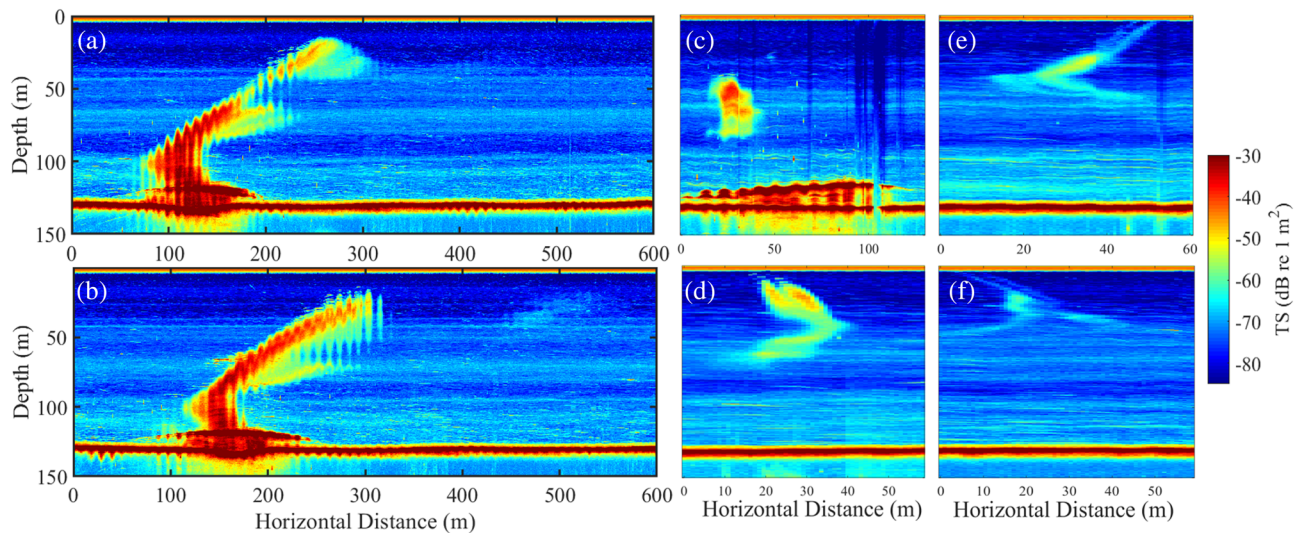 (a)
Depth (m)
0
50
100
150
0 100 200 300 400 500 600
(b)
Depth (m)
50
100
150
0 100 200 300 400 500 600
Horizontal Distance (m)
(c)
50 100
(e)
0 20 40 60
(d)
0 10 20 30 40 50
Horizontal Distance (m)
(f)
0 10 20 30 40 50
Horizontal Distance (m)
-30
-40
-50
-60
-70
-80
TS (dB rc 1 m2)